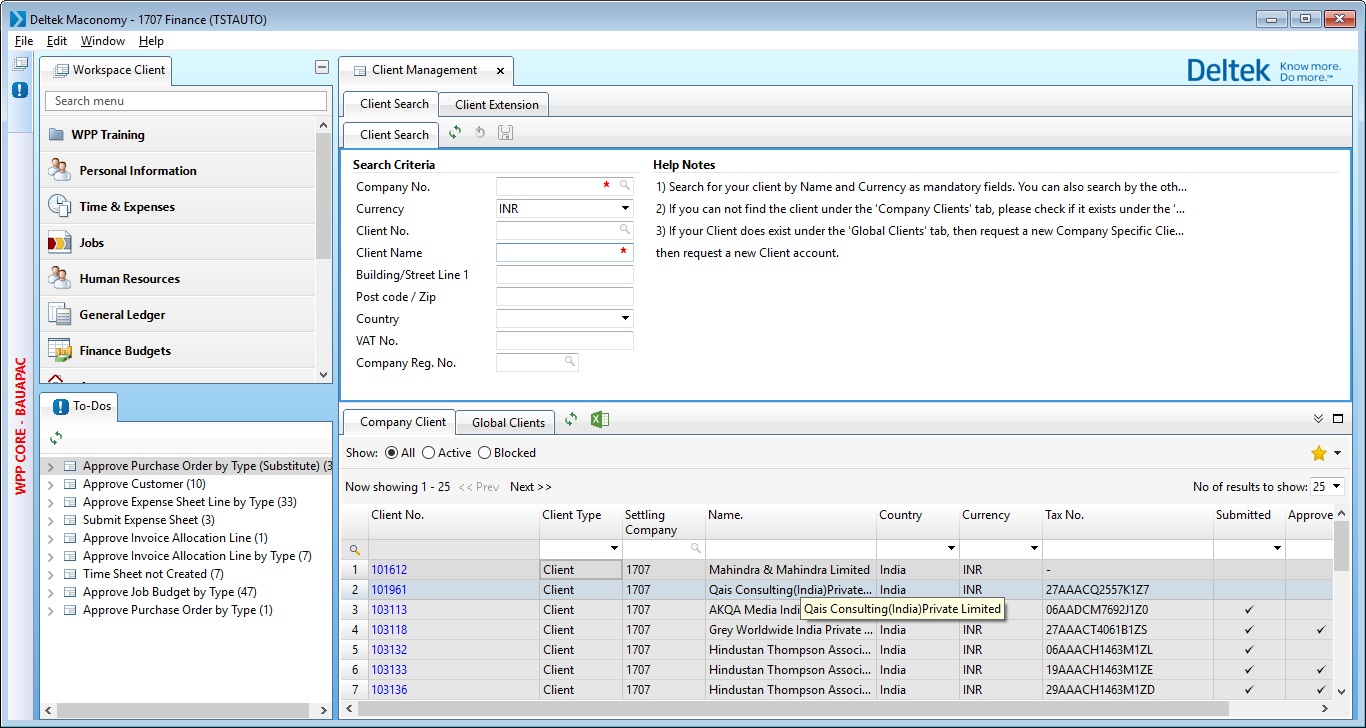 Deltek Maconomy - 1707 Finance (TSTAUTO)
File Edit Window Help
Workspace Client
Search menu
WPP Training
Personal Information
Time & Expenses
Jobs
Human Resources
General Ledger
Finance Budgets
WPP CORE - BAUAPAC
To-Dos
Approve Purchase Order by Type (Substitute) (3
Approve Customer (10)
Approve Expense Sheet Line by Type (33)
Submit Expense Sheet (3)
Approve Invoice Allocation Line (1)
Approve Invoice Allocation Line by Type (7)
Time Sheet not Created (7)
Approve Job Budget by Type (47)
Approve Purchase Order by Type (1)
Client Management
Deltek Know more.
Do more.™
Client Search Client Extension
Client Search
Search Criteria
Company No. *
Currency INR
Client No.
Client Name *
Building/Street Line 1
Post code / Zip
Country
VAT No.
Company Reg. No.
Help Notes
1) Search for your client by Name and Currency as mandatory fields. You can also search by the oth...
2) If you can not find the client under the 'Company Clients' tab, please check if it exists under the '...
3) If your Client does exist under the 'Global Clients' tab, then request a new Company Specific Clie...
then request a new Client account.
Company Client Global Clients
Show: All Active Blocked
Now showing 1 - 25 << Prev Next >> No of results to show: 25
Client No. Client Type Settling Company Name. Country Currency Tax No. Submitted Approve
1 101612 Client 1707 Mahindra & Mahindra Limited India INR -
2 101961 Client 1707 Qais Consulting(India)Private... India INR 27AAACQ2557K1Z7
3 103113 Client 1707 AKQA Media Indi INR 06AADCM7692J1Z0 ✓
Qais Consulting(India)Private Limited
4 103118 Client 1707 Grey Worldwide India Private ... India INR 27AAACT4061B1ZS ✓ ✓
5 103132 Client 1707 Hindustan Thompson Associ... India INR 06AAACH1463M1ZL ✓
6 103133 Client 1707 Hindustan Thompson Associ... India INR 19AAACH1463M1ZE ✓ ✓
7 103136 Client 1707 Hindustan Thompson Associ... India INR 29AAACH1463M1ZD ✓ ✓